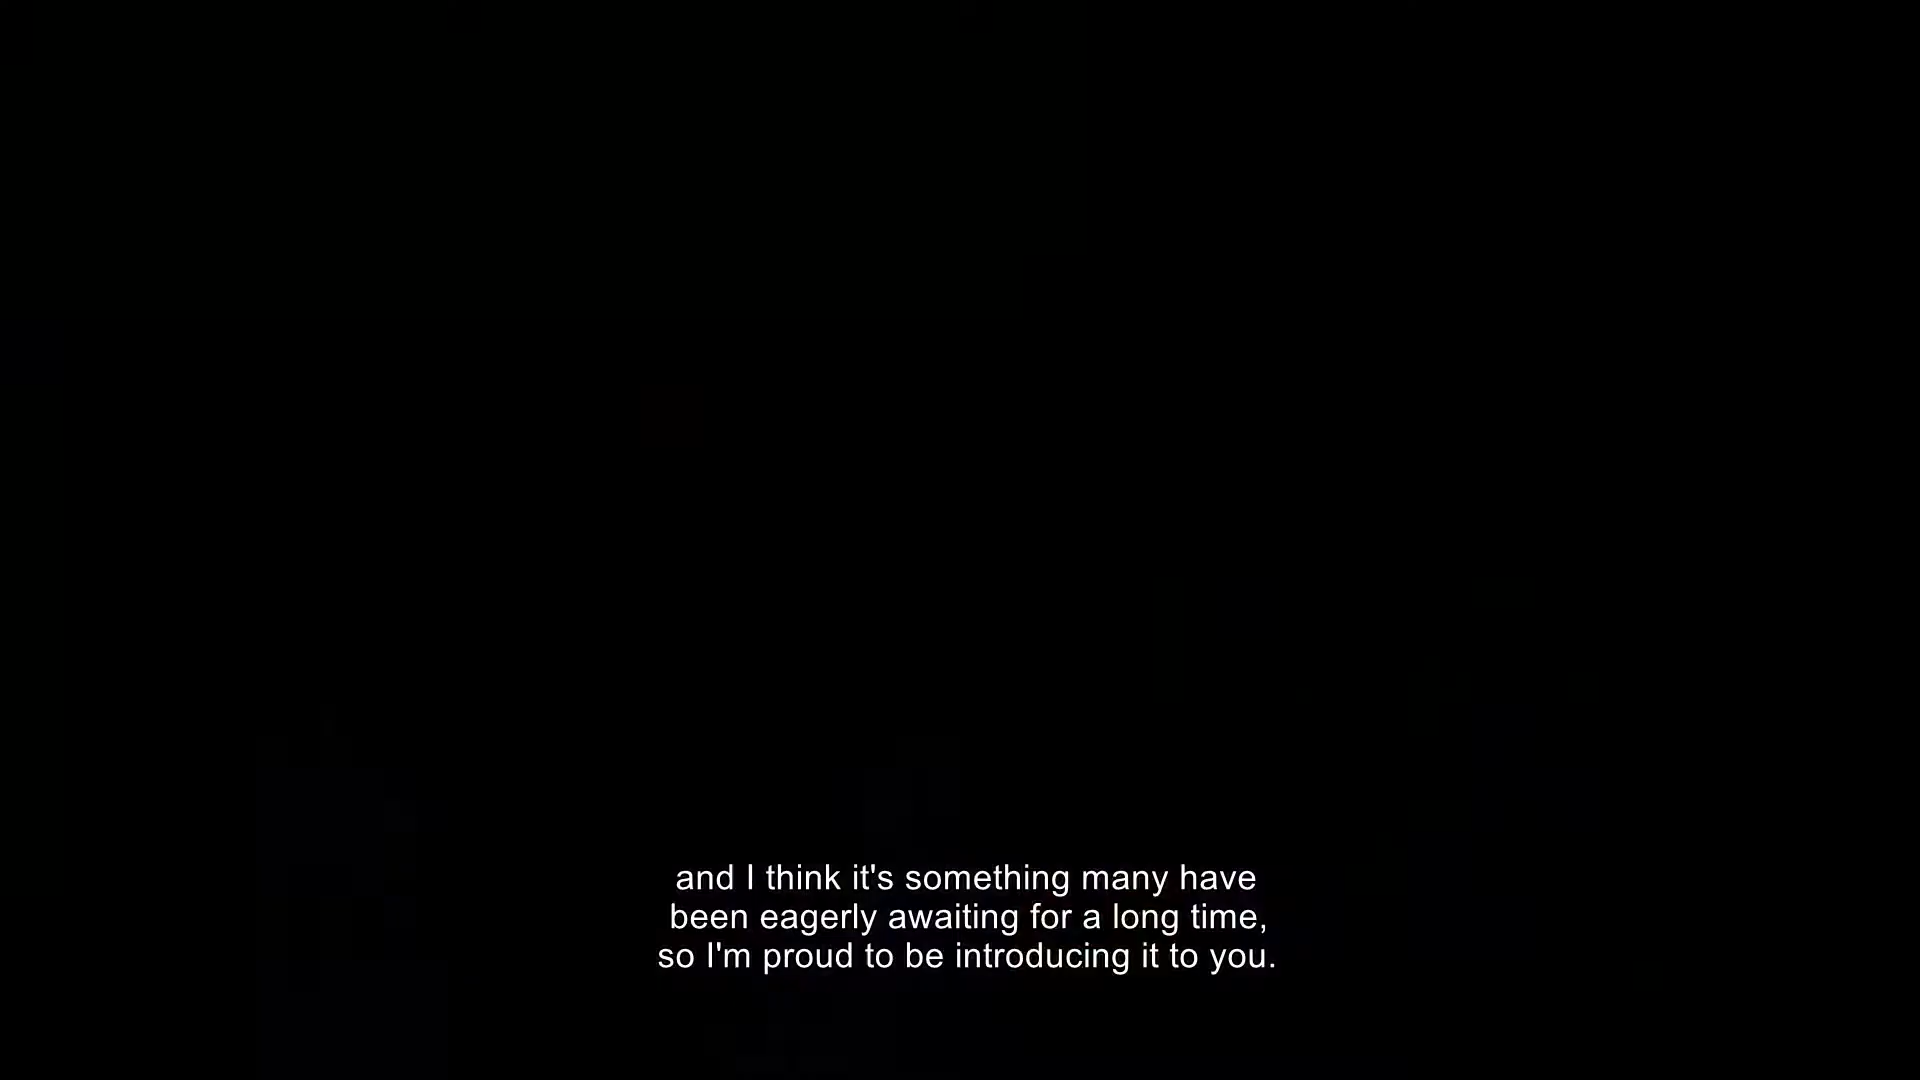 and I think it's something many have
been eagerly awaiting for a long time,
so I'm proud to be introducing it to you.